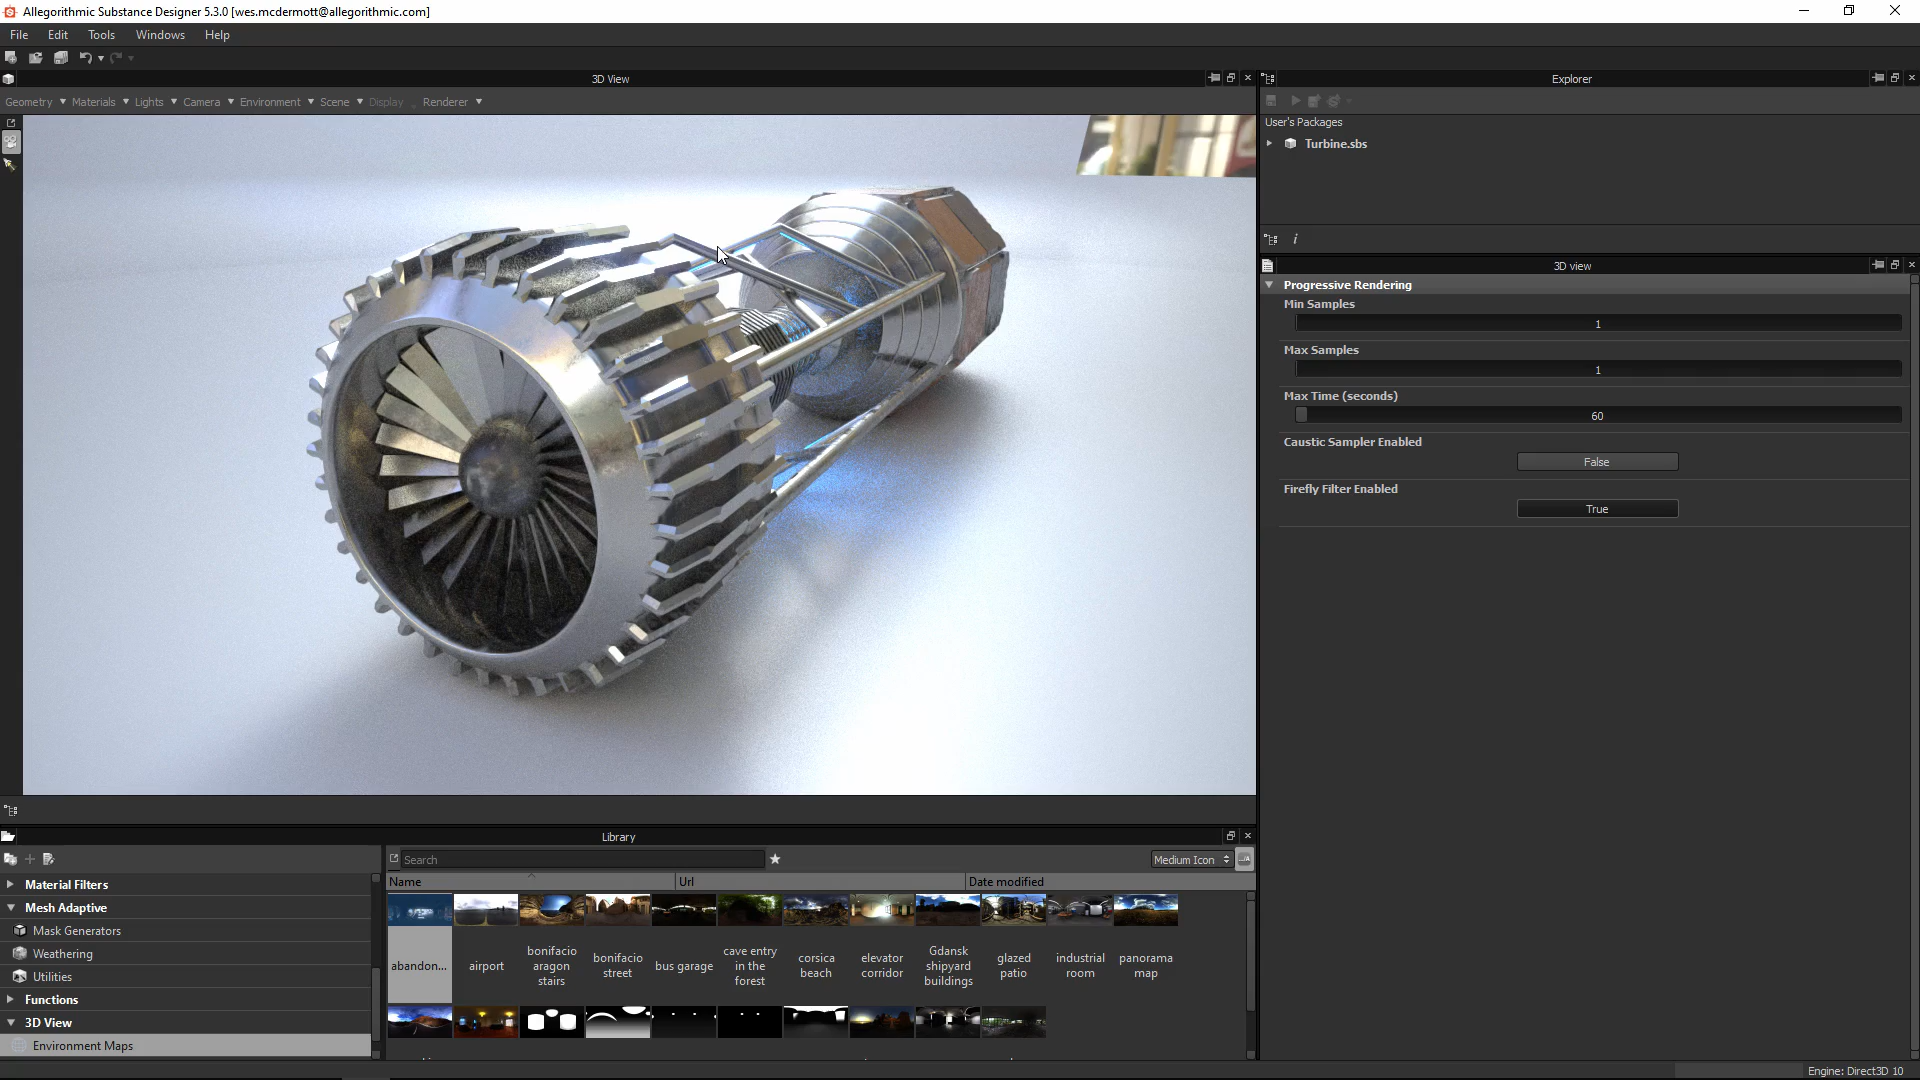 Allegorithmic Substance Designer 5.3.0 [wes.mcdermott@allegorithmic.com]
File Edit Tools Windows Help
3D View
Geometry Materials Lights Camera Environment Scene Display Renderer
Explorer
User's Packages
Turbine.sbs
i
3D view
Progressive Rendering
Min Samples
1
Max Samples
1
Max Time (seconds)
60
Caustic Sampler Enabled
False
Firefly Filter Enabled
True
Library
Search
Medium Icon
Name Url Date modified
Material Filters
Mesh Adaptive
Mask Generators
Weathering
Utilities
Functions
3D View
Environment Maps
abandon...
airport
bonifacio aragon stairs
bonifacio street
bus garage
cave entry in the forest
corsica beach
elevator corridor
Gdansk shipyard buildings
glazed patio
industrial room
panorama map
Engine: Direct3D 10